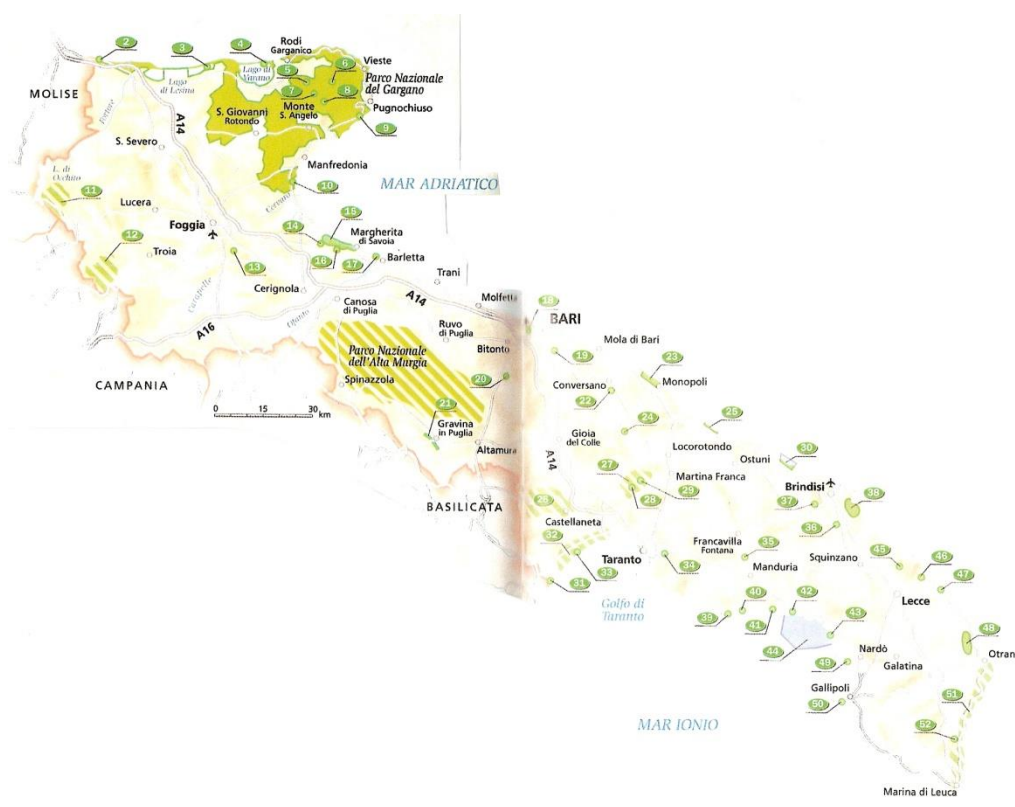 2
3
4
Rodi
Garganico
Vieste
5
6
Lago
di Lesina
Lago di
Varano
Parco Nazionale
del Gargano
MOLISE
7
8
Pugnochiuso
Fortore
A14
S. Giovanni
Rotondo
Monte
S. Angelo
9
S. Severo
Manfredonia
L. di
Occhito
10
MAR ADRIATICO
11
Lucera
Cervaro
Foggia
14
15
Margherita
di Savoia
12
Troia
13
16
17
Barletta
Trani
Cerignola
Carapelle
Ofanto
A14
Molfetta
Canosa
di Puglia
18
BARI
A16
Ruvo
di Puglia
Bitonto
Mola di Bari
19
Parco Nazionale
dell'Alta Murgia
Spinazzola
20
CAMPANIA
Conversano
22
23
Monopoli
0 15 30 km
21
Gravina
in Puglia
Altamura
Gioia
del Colle
24
25
A14
Locorotondo
Ostuni
30
Martina Franca
27
28
29
Brindisi
BASILICATA
26
37
38
Castellaneta
36
32
33
Taranto
Francavilla
Fontana
35
Squinzano
34
Manduria
45
46
47
31
Golfo di
Taranto
39
40
41
42
43
44
Lecce
48
Nardò
Galatina
Otran
49
Gallipoli
50
51
MAR IONIO
52
Marina di Leuca